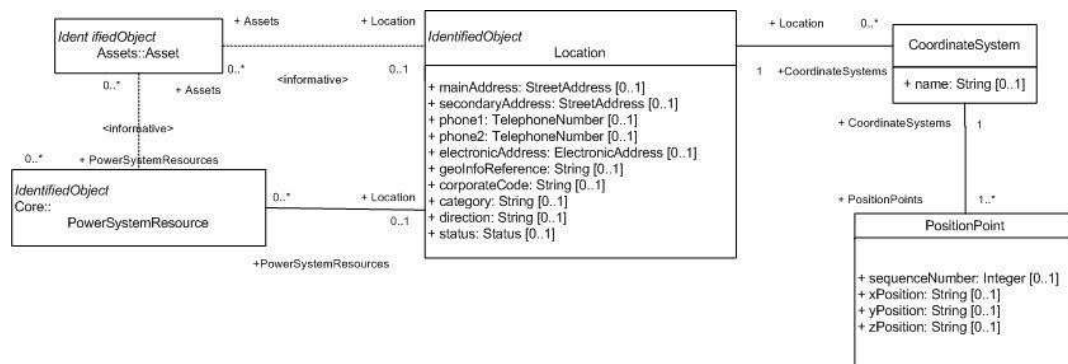 + Assets
+ Location
Ident ifiedObject
Assets::Asset
0..*
<informative>
0..1
0..*
+ Assets
<informative>
0..*
+ PowerSystemResources
IdentifiedObject
Core::
PowerSystemResource
0..*
+ Location
0..1
+PowerSystemResources
IdentifiedObject
Location
+ mainAddress: StreetAddress [0..1]
+ secondaryAddress: StreetAddress [0..1]
+ phone1: TelephoneNumber [0..1]
+ phone2: TelephoneNumber [0..1]
+ electronicAddress: ElectronicAddress [0..1]
+ geoInfoReference: String [0..1]
+ corporateCode: String [0..1]
+ category: String [0..1]
+ direction: String [0..1]
+ status: Status [0..1]
+ Location
0..*
1
+CoordinateSystems
CoordinateSystem
+ name: String [0..1]
+ CoordinateSystems
1
+ PositionPoints
1..*
PositionPoint
+ sequenceNumber: Integer [0..1]
+ xPosition: String [0..1]
+ yPosition: String [0..1]
+ zPosition: String [0..1]